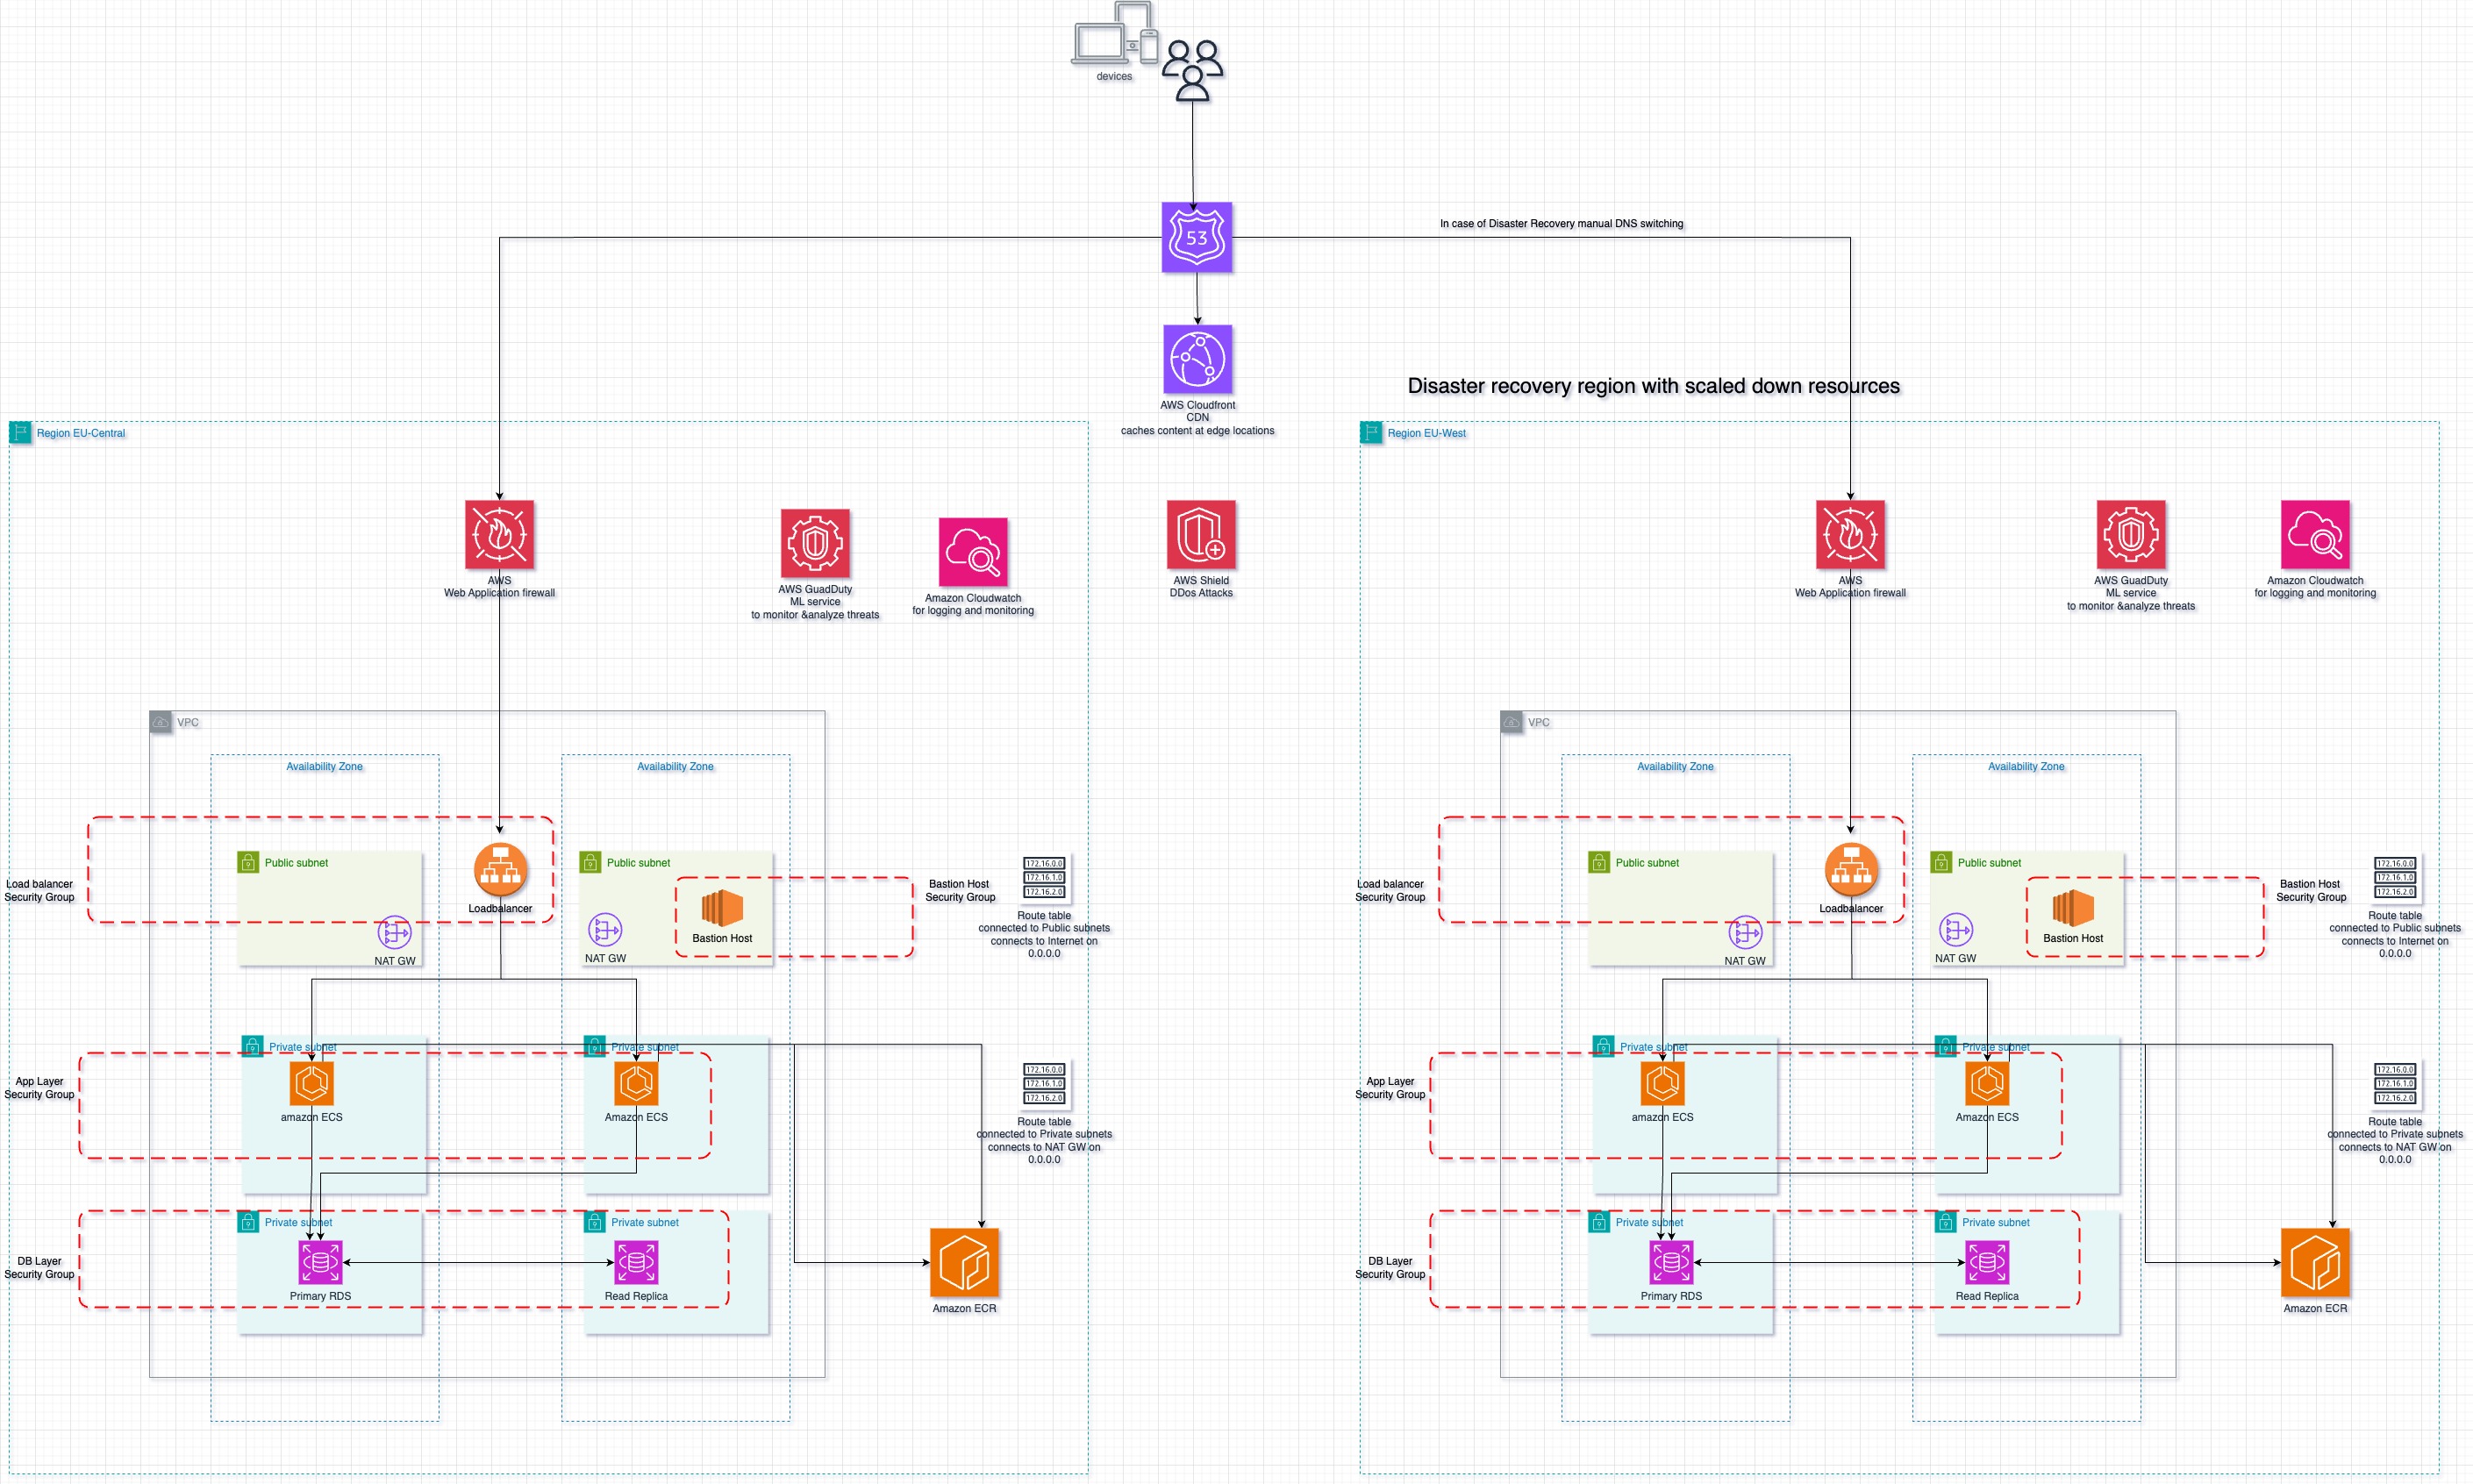 devices
53
In case of Disaster Recovery manual DNS switching
AWS Cloudfront
CDN
caches content at edge locations
Disaster recovery region with scaled down resources
Region EU-Central
AWS
Web Application firewall
AWS GuadDuty
ML service
to monitor &analyze threats
Amazon Cloudwatch
for logging and monitoring
AWS Shield
DDos Attacks
VPC
Availability Zone
Availability Zone
Load balancer
Security Group
Public subnet
NAT GW
Loadbalancer
Public subnet
NAT GW
Bastion Host
Bastion Host
Security Group
172.16.0.0
172.16.1.0
172.16.2.0
Route table
connected to Public subnets
connects to Internet on
0.0.0.0
App Layer
Security Group
Private subnet
amazon ECS
Private subnet
Amazon ECS
172.16.0.0
172.16.1.0
172.16.2.0
Route table
connected to Private subnets
connects to NAT GW on
0.0.0.0
DB Layer
Security Group
Private subnet
Primary RDS
Private subnet
Read Replica
Amazon ECR
Region EU-West
AWS
Web Application firewall
AWS GuadDuty
ML service
to monitor &analyze threats
Amazon Cloudwatch
for logging and monitoring
VPC
Availability Zone
Availability Zone
Load balancer
Security Group
Public subnet
NAT GW
Loadbalancer
Public subnet
NAT GW
Bastion Host
Bastion Host
Security Group
172.16.0.0
172.16.1.0
172.16.2.0
Route table
connected to Public subnets
connects to Internet on
0.0.0.0
App Layer
Security Group
Private subnet
amazon ECS
Private subnet
Amazon ECS
172.16.0.0
172.16.1.0
172.16.2.0
Route table
connected to Private subnets
connects to NAT GW on
0.0.0.0
DB Layer
Security Group
Private subnet
Primary RDS
Private subnet
Read Replica
Amazon ECR